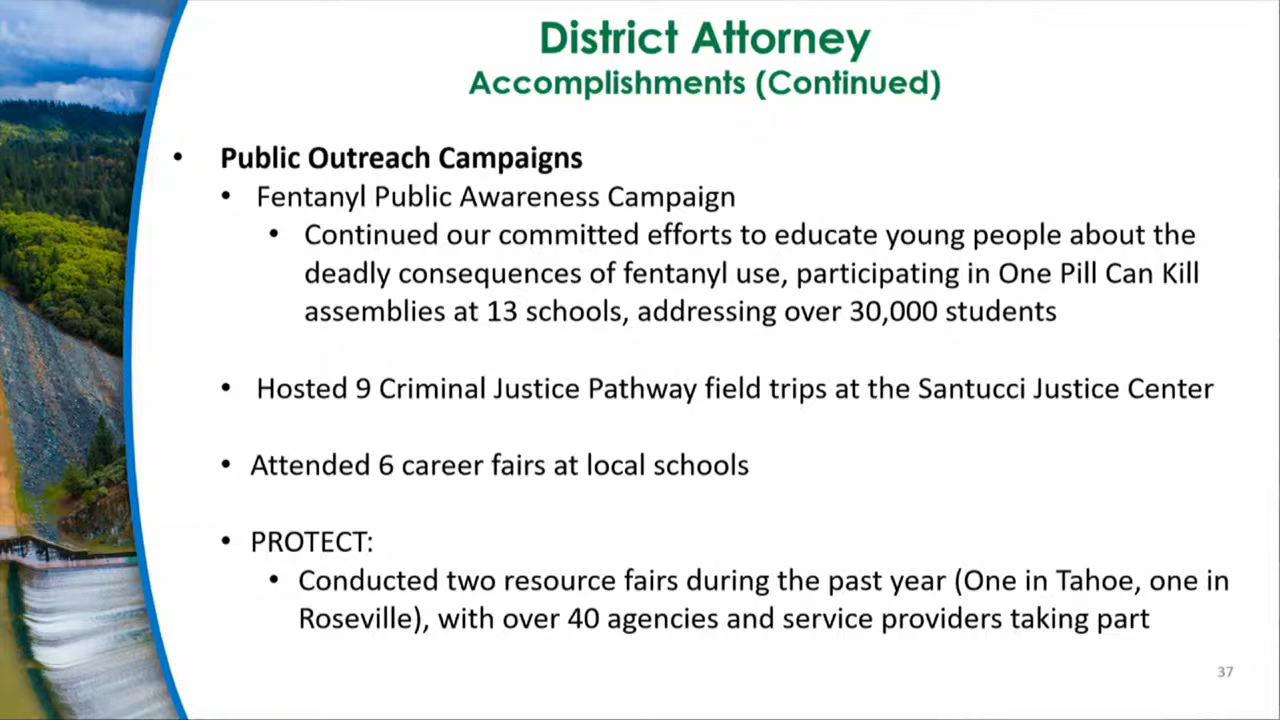 District Attorney
Accomplishments (Continued)
• Public Outreach Campaigns
• Fentanyl Public Awareness Campaign
• Continued our committed efforts to educate young people about the
deadly consequences of fentanyl use, participating in One Pill Can Kill
assemblies at 13 schools, addressing over 30,000 students
• Hosted 9 Criminal Justice Pathway field trips at the Santucci Justice Center
• Attended 6 career fairs at local schools
• PROTECT:
• Conducted two resource fairs during the past year (One in Tahoe, one in
Roseville), with over 40 agencies and service providers taking part
37